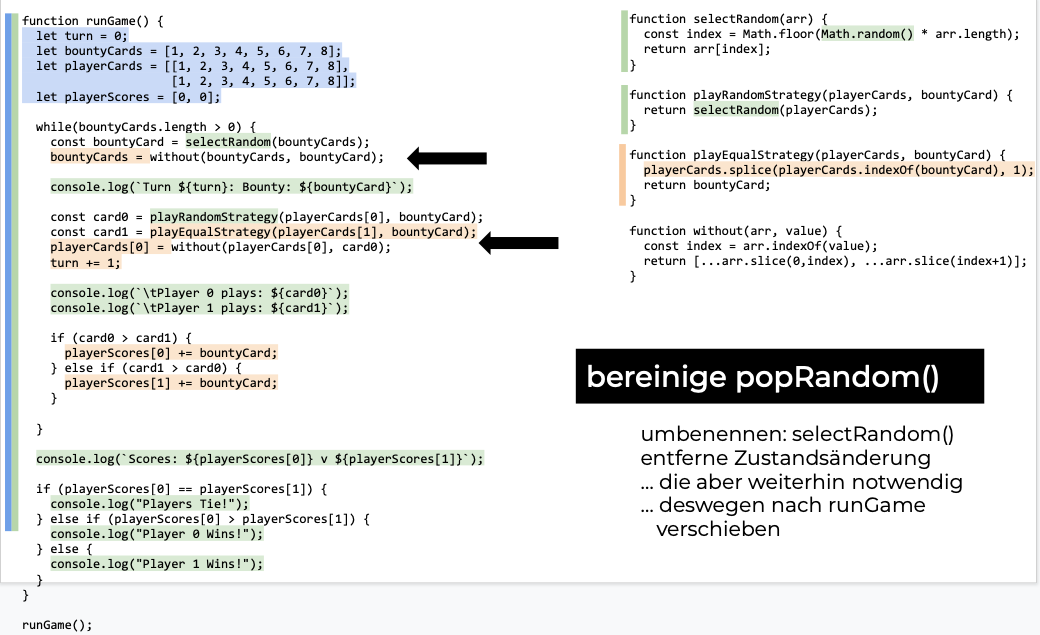 function runGame() {
  let turn = 0;
  let bountyCards = [1, 2, 3, 4, 5, 6, 7, 8];
  let playerCards = [[1, 2, 3, 4, 5, 6, 7, 8],
                     [1, 2, 3, 4, 5, 6, 7, 8]];
  let playerScores = [0, 0];

  while(bountyCards.length > 0) {
    const bountyCard = selectRandom(bountyCards);
    bountyCards = without(bountyCards, bountyCard);

    console.log(`Turn ${turn}: Bounty: ${bountyCard}`);

    const card0 = playRandomStrategy(playerCards[0], bountyCard);
    const card1 = playEqualStrategy(playerCards[1], bountyCard);
    playerCards[0] = without(playerCards[0], card0);
    turn += 1;

    console.log(`\tPlayer 0 plays: ${card0}`);
    console.log(`\tPlayer 1 plays: ${card1}`);

    if (card0 > card1) {
      playerScores[0] += bountyCard;
    } else if (card1 > card0) {
      playerScores[1] += bountyCard;
    }

  }

  console.log(`Scores: ${playerScores[0]} v ${playerScores[1]}`);

  if (playerScores[0] == playerScores[1]) {
    console.log("Players Tie!");
  } else if (playerScores[0] > playerScores[1]) {
    console.log("Player 0 Wins!");
  } else {
    console.log("Player 1 Wins!");
  }
}

runGame();

function selectRandom(arr) {
  const index = Math.floor(Math.random() * arr.length);
  return arr[index];
}

function playRandomStrategy(playerCards, bountyCard) {
  return selectRandom(playerCards);
}

function playEqualStrategy(playerCards, bountyCard) {
  playerCards.splice(playerCards.indexOf(bountyCard), 1);
  return bountyCard;
}

function without(arr, value) {
  const index = arr.indexOf(value);
  return [...arr.slice(0,index), ...arr.slice(index+1)];
}

bereinige popRandom()

umbenennen: selectRandom()
entferne Zustandsänderung
... die aber weiterhin notwendig
... deswegen nach runGame
verschieben